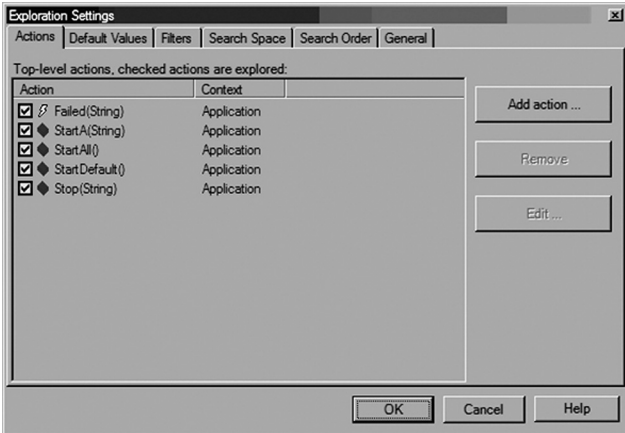 Exploration Settings
Actions Default Values Filters Search Space Search Order General
Top-level actions, checked actions are explored:
Action Context
Failed(String) Application
StartA(String) Application
StartAll() Application
StartDefault() Application
Stop(String) Application
Add action ...
Remove
Edit ...
OK Cancel Help